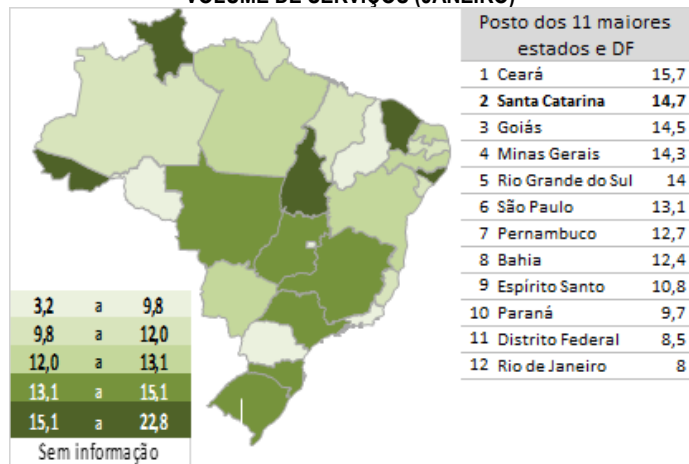 VOLUME DE SERVIÇOS (JANEIRO)
Posto dos 11 maiores
estados e DF
1 Ceará 15,7
2 Santa Catarina 14,7
3 Goiás 14,5
4 Minas Gerais 14,3
5 Rio Grande do Sul 14
6 São Paulo 13,1
7 Pernambuco 12,7
8 Bahia 12,4
9 Espírito Santo 10,8
10 Paraná 9,7
11 Distrito Federal 8,5
12 Rio de Janeiro 8
3,2 a 9,8
9,8 a 12,0
12,0 a 13,1
13,1 a 15,1
15,1 a 22,8
Sem informação